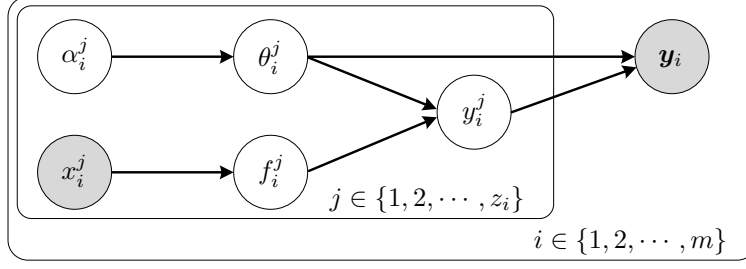 α_i^j θ_i^j 𝒚_i
y_i^j
x_i^j f_i^j
j ∈ {1, 2, ⋯ , z_i}
i ∈ {1, 2, ⋯ , m}